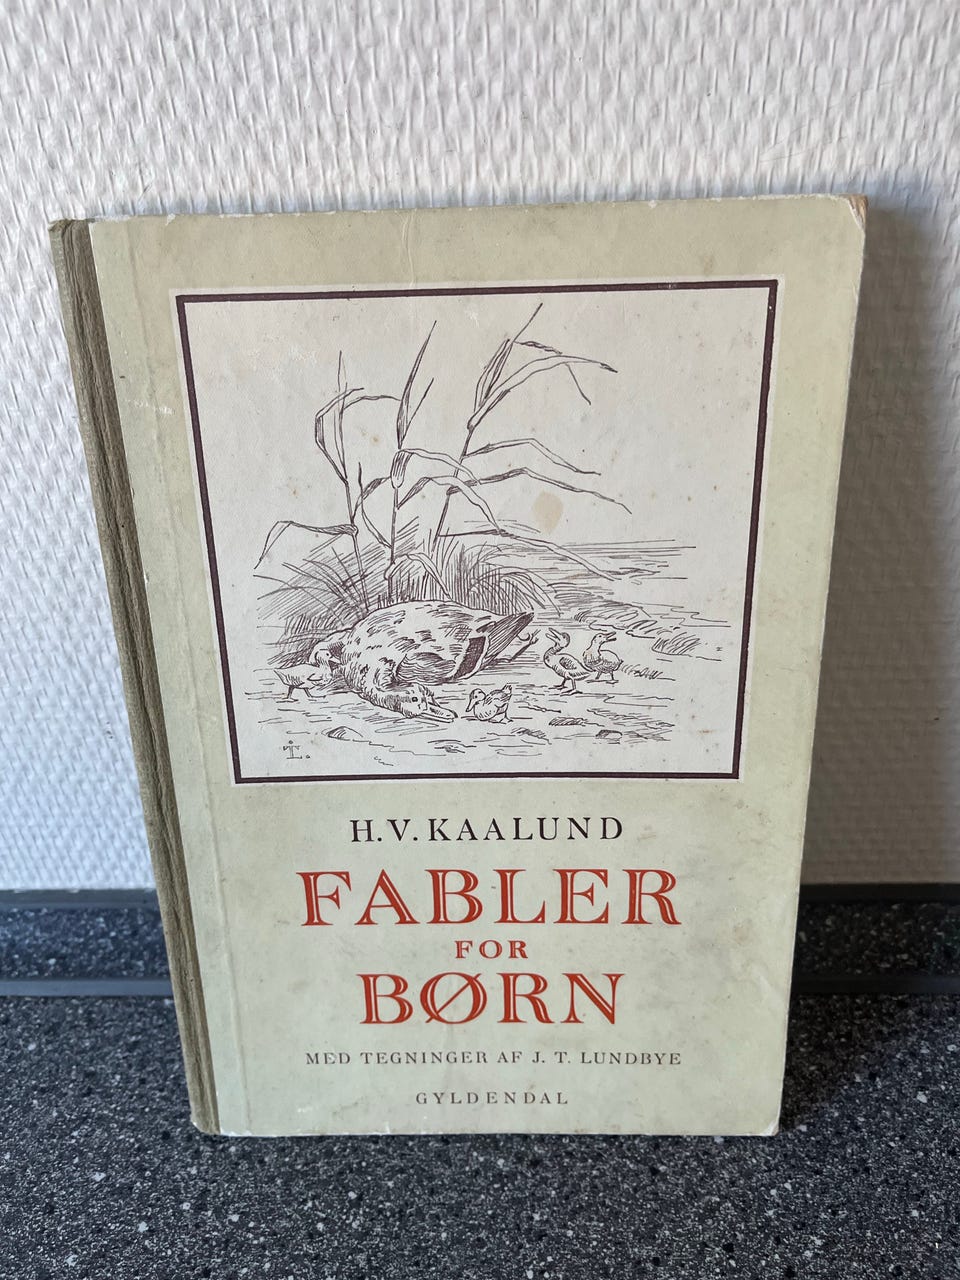 H.V. KAALUND
FABLER
FOR
BØRN
MED TEGNINGER AF J. T. LUNDBYE
GYLDENDAL